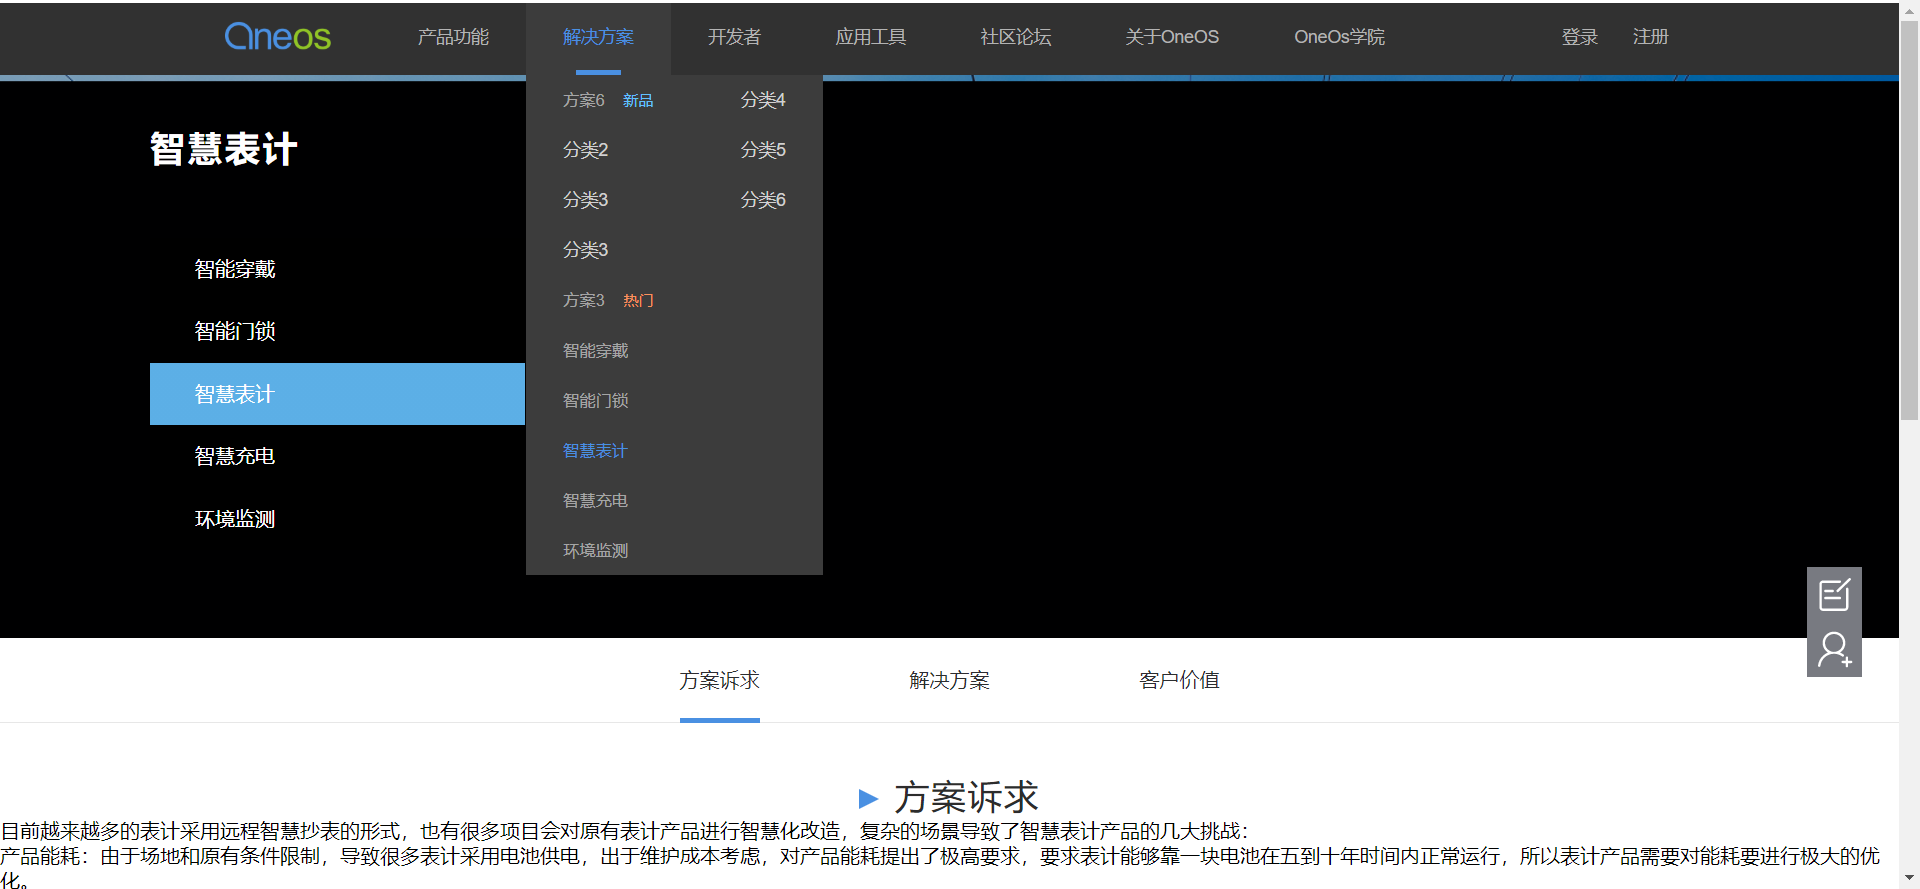 Oneos 产品功能 解决方案 开发者 应用工具 社区论坛 关于OneOS OneOs学院 登录 注册
方案6 新品 分类4
分类2 分类5
分类3 分类6
分类3
方案3 热门
智能穿戴
智能门锁
智慧表计
智慧充电
环境监测
智慧表计
智能穿戴
智能门锁
智慧表计
智慧充电
环境监测
方案诉求 解决方案 客户价值
方案诉求
目前越来越多的表计采用远程智慧抄表的形式，也有很多项目会对原有表计产品进行智慧化改造，复杂的场景导致了智慧表计产品的几大挑战：
产品能耗：由于场地和原有条件限制，导致很多表计采用电池供电，出于维护成本考虑，对产品能耗提出了极高要求，要求表计能够靠一块电池在五到十年时间内正常运行，所以表计产品需要对能耗要进行极大的优
化。